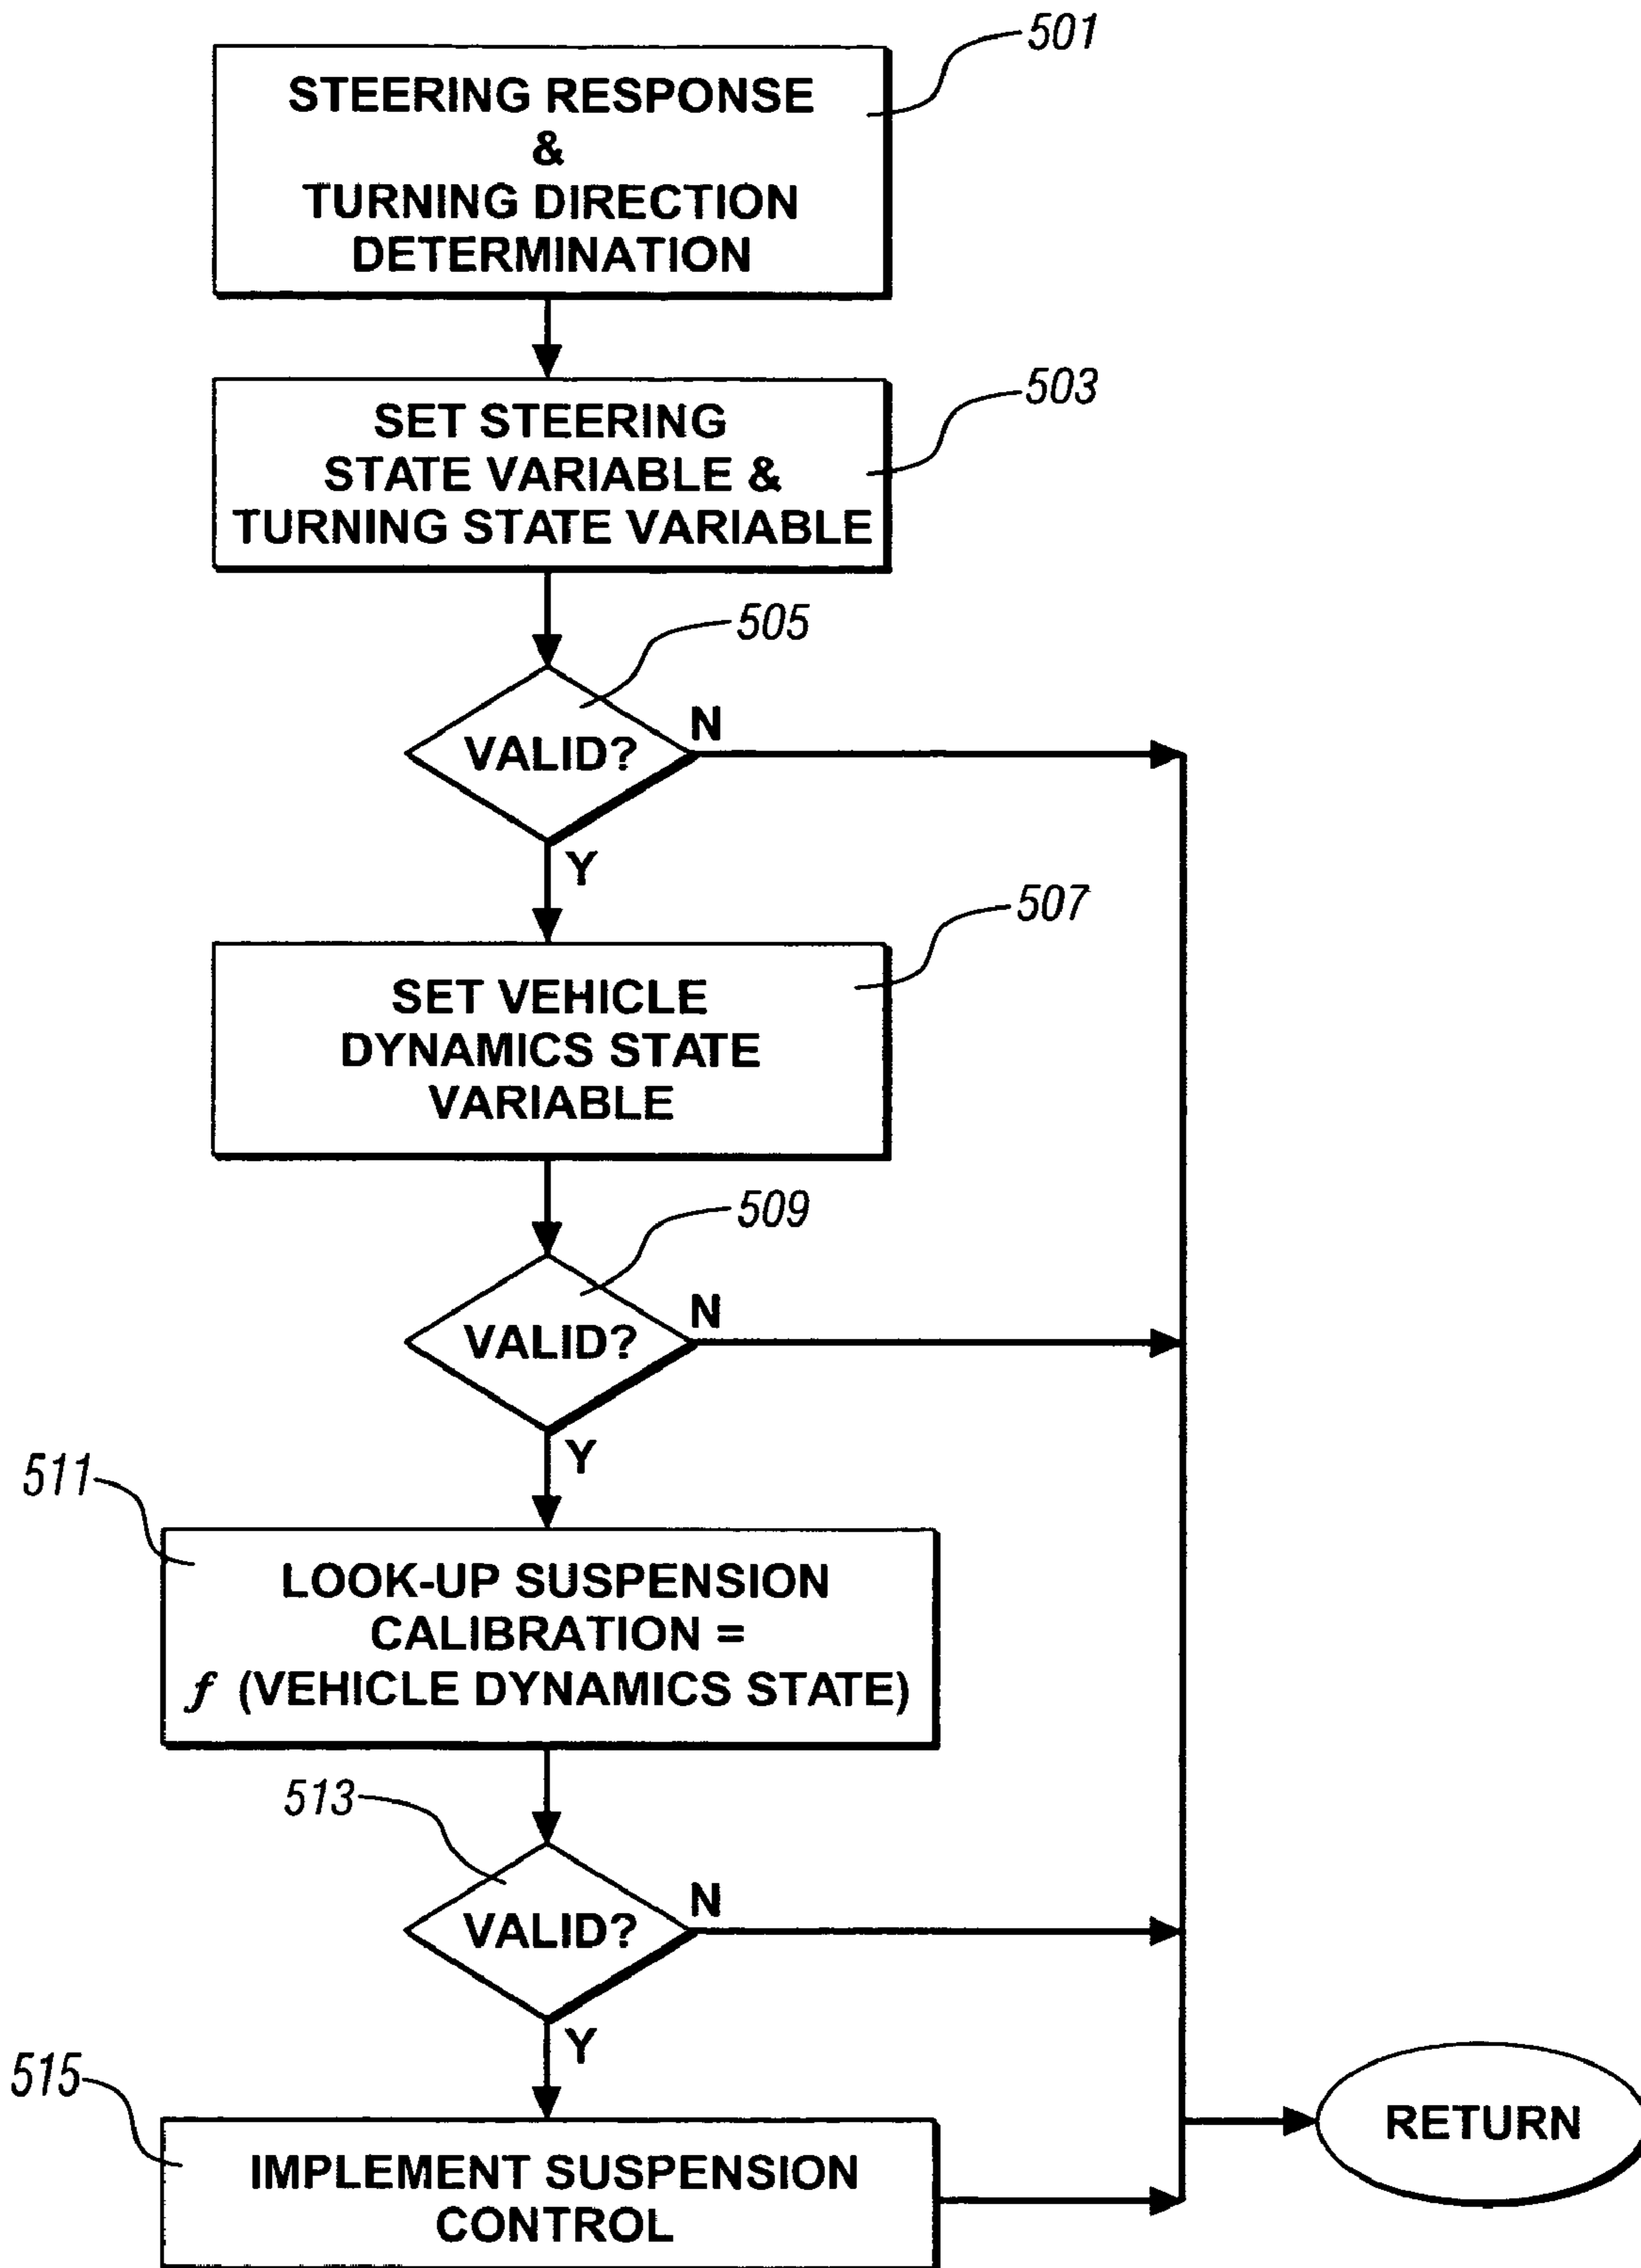 501
STEERING RESPONSE
&
TURNING DIRECTION
DETERMINATION
503
SET STEERING
STATE VARIABLE &
TURNING STATE VARIABLE
505
VALID?
N
Y
507
SET VEHICLE
DYNAMICS STATE
VARIABLE
509
VALID?
N
Y
511
LOOK-UP SUSPENSION
CALIBRATION =
f (VEHICLE DYNAMICS STATE)
513
VALID?
N
Y
515
IMPLEMENT SUSPENSION
CONTROL
RETURN